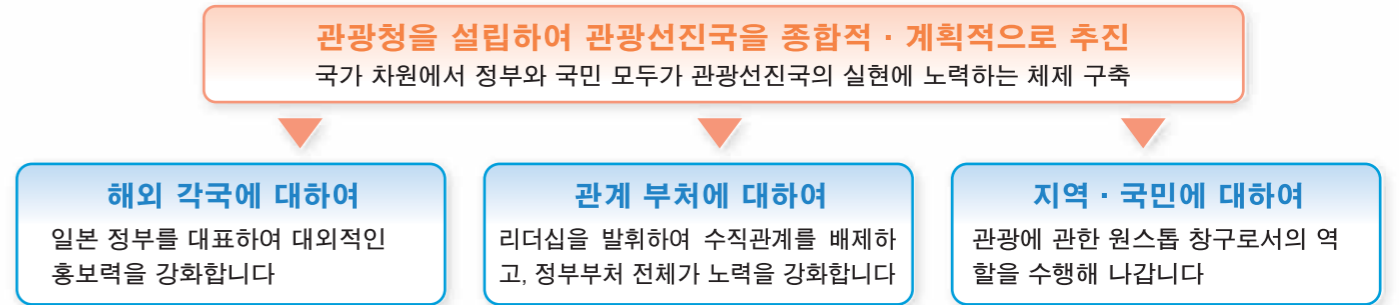 관광청을 설립하여 관광선진국을 종합적 · 계획적으로 추진
국가 차원에서 정부와 국민 모두가 관광선진국의 실현에 노력하는 체제 구축
해외 각국에 대하여
일본 정부를 대표하여 대외적인
홍보력을 강화합니다
관계 부처에 대하여
리더십을 발휘하여 수직관계를 배제하
고, 정부부처 전체가 노력을 강화합니다
지역 · 국민에 대하여
관광에 관한 원스톱 창구로서의 역
할을 수행해 나갑니다